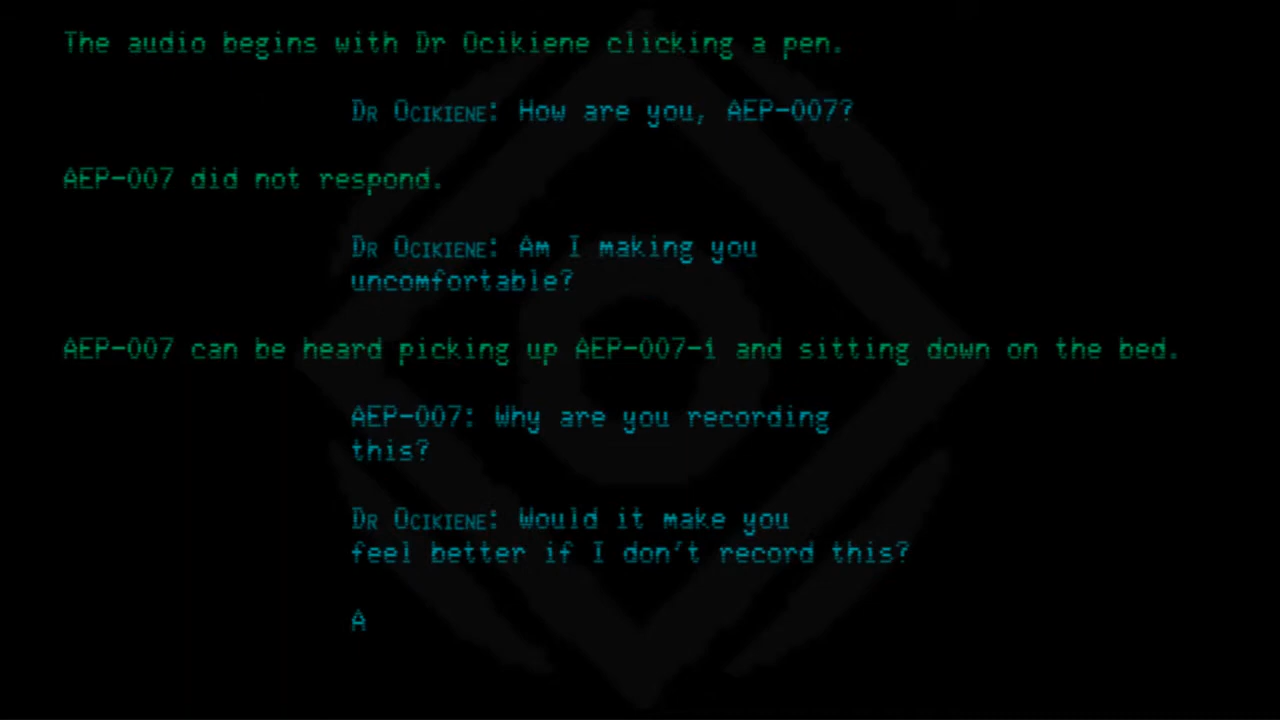 The audio begins with Dr Ocikiene clicking a pen.
Dr Ocikiene: How are you, AEP-007?
AEP-007 did not respond.
Dr Ocikiene: Am I making you
uncomfortable?
AEP-007 can be heard picking up AEP-007-1 and sitting down on the bed.
AEP-007: Why are you recording
this?
Dr Ocikiene: Would it make you
feel better if I don't record this?
A